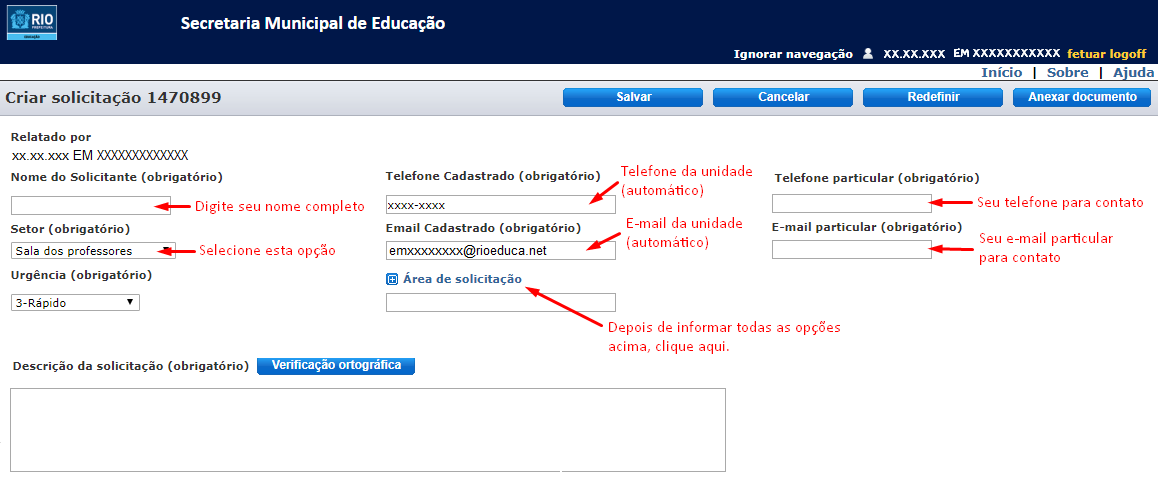 RIO
PREFEITURA
EDUCAÇÃO
Secretaria Municipal de Educação
Ignorar navegação XX.XX.XXX EM XXXXXXXXXXX fetuar logoff
Início | Sobre | Ajuda
Criar solicitação 1470899
Salvar
Cancelar
Redefinir
Anexar documento
Relatado por
xx.xx.xxx EM XXXXXXXXXXXXX
Nome do Solicitante (obrigatório)
Digite seu nome completo
Telefone Cadastrado (obrigatório)
xxxx-xxxx
Telefone da unidade
(automático)
Telefone particular (obrigatório)
Seu telefone para contato
Setor (obrigatório)
Sala dos professores
Selecione esta opção
Email Cadastrado (obrigatório)
emxxxxxxxx@rioeduca.net
E-mail da unidade
(automático)
E-mail particular (obrigatório)
Seu e-mail particular
para contato
Urgência (obrigatório)
3-Rápido
Área de solicitação
Depois de informar todas as opções
acima, clique aqui.
Descrição da solicitação (obrigatório)
Verificação ortográfica